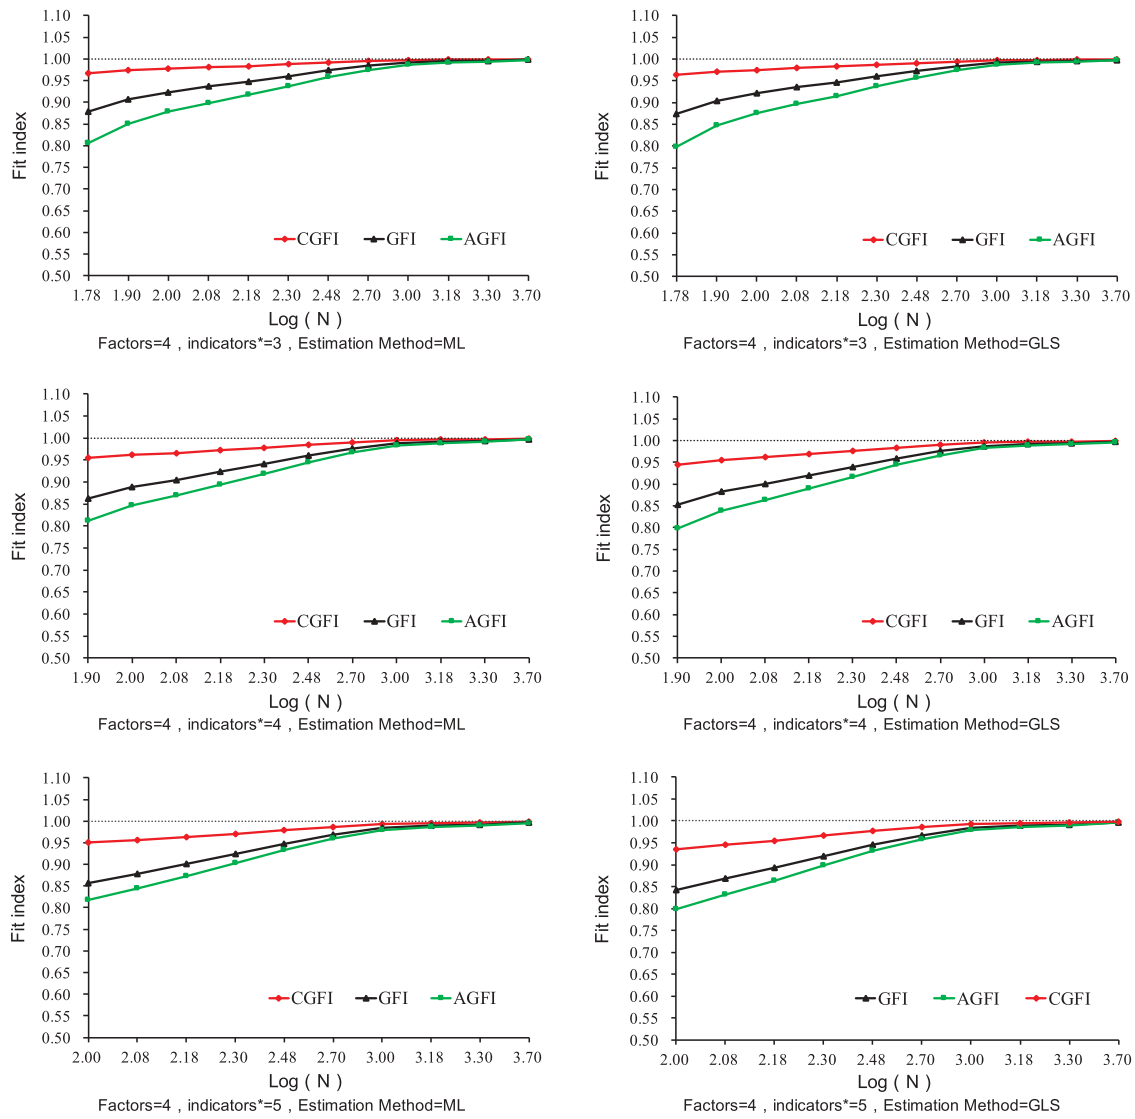 1.10
1.05
1.00
0.95
0.90
0.85
0.80
0.75
0.70
0.65
0.60
0.55
0.50
Fit index
CGFI GFI AGFI
1.78 1.90 2.00 2.08 2.18 2.30 2.48 2.70 3.00 3.18 3.30 3.70
Log ( N )
Factors=4 , indicators*=3 , Estimation Method=ML
1.10
1.05
1.00
0.95
0.90
0.85
0.80
0.75
0.70
0.65
0.60
0.55
0.50
Fit index
CGFI GFI AGFI
1.78 1.90 2.00 2.08 2.18 2.30 2.48 2.70 3.00 3.18 3.30 3.70
Log ( N )
Factors=4 , indicators*=3 , Estimation Method=GLS
1.10
1.05
1.00
0.95
0.90
0.85
0.80
0.75
0.70
0.65
0.60
0.55
0.50
Fit index
CGFI GFI AGFI
1.90 2.00 2.08 2.18 2.30 2.48 2.70 3.00 3.18 3.30 3.70
Log ( N )
Factors=4 , indicators*=4 , Estimation Method=ML
1.10
1.05
1.00
0.95
0.90
0.85
0.80
0.75
0.70
0.65
0.60
0.55
0.50
Fit index
CGFI GFI AGFI
1.90 2.00 2.08 2.18 2.30 2.48 2.70 3.00 3.18 3.30 3.70
Log ( N )
Factors=4 , indicators*=4 , Estimation Method=GLS
1.10
1.05
1.00
0.95
0.90
0.85
0.80
0.75
0.70
0.65
0.60
0.55
0.50
Fit index
CGFI GFI AGFI
2.00 2.08 2.18 2.30 2.48 2.70 3.00 3.18 3.30 3.70
Log ( N )
Factors=4 , indicators*=5 , Estimation Method=ML
1.10
1.05
1.00
0.95
0.90
0.85
0.80
0.75
0.70
0.65
0.60
0.55
0.50
Fit index
GFI AGFI CGFI
2.00 2.08 2.18 2.30 2.48 2.70 3.00 3.18 3.30 3.70
Log ( N )
Factors=4 , indicators*=5 , Estimation Method=GLS